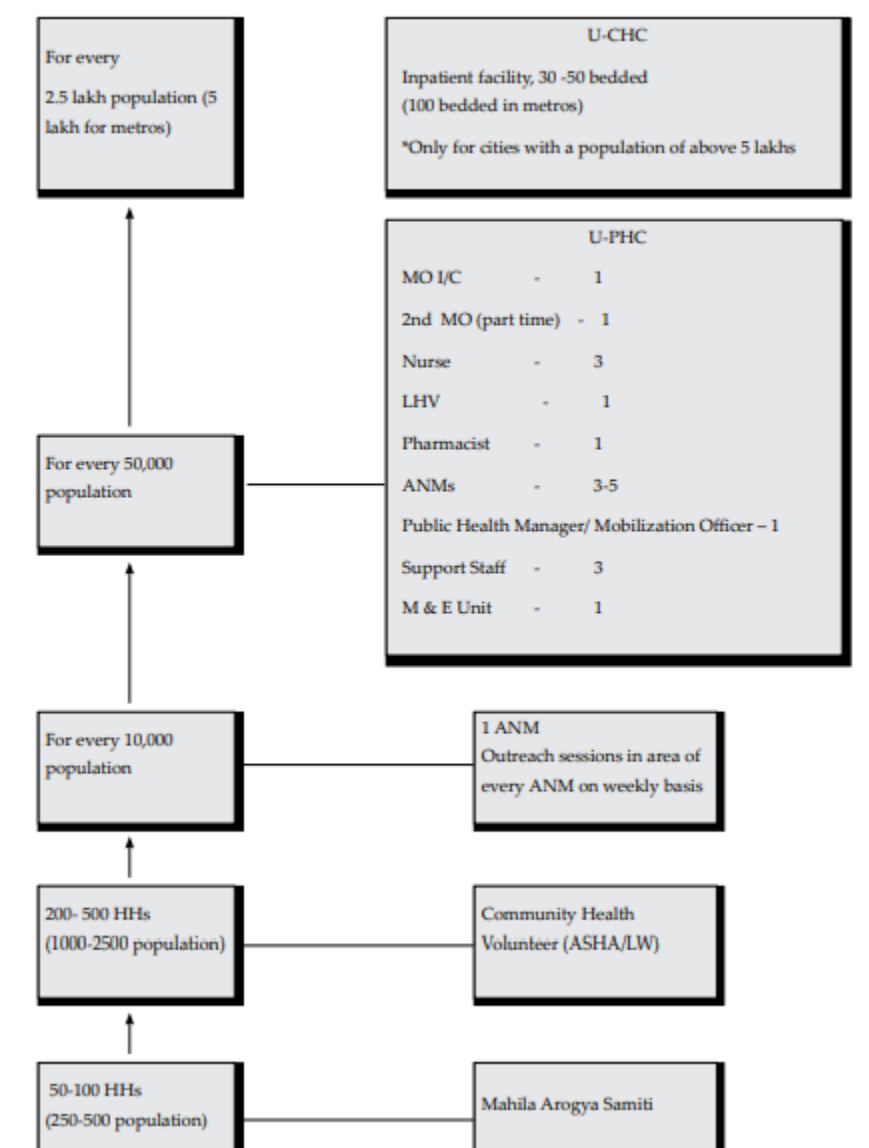 For every
2.5 lakh population (5
lakh for metros)
U-CHC
Inpatient facility, 30 -50 bedded
(100 bedded in metros)
*Only for cities with a population of above 5 lakhs
U-PHC
MO I/C - 1
2nd MO (part time) - 1
Nurse - 3
LHV - 1
Pharmacist - 1
ANMs - 3-5
Public Health Manager/ Mobilization Officer – 1
Support Staff - 3
M & E Unit - 1
For every 50,000
population
For every 10,000
population
1 ANM
Outreach sessions in area of
every ANM on weekly basis
200- 500 HHs
(1000-2500 population)
Community Health
Volunteer (ASHA/LW)
50-100 HHs
(250-500 population)
Mahila Arogya Samiti